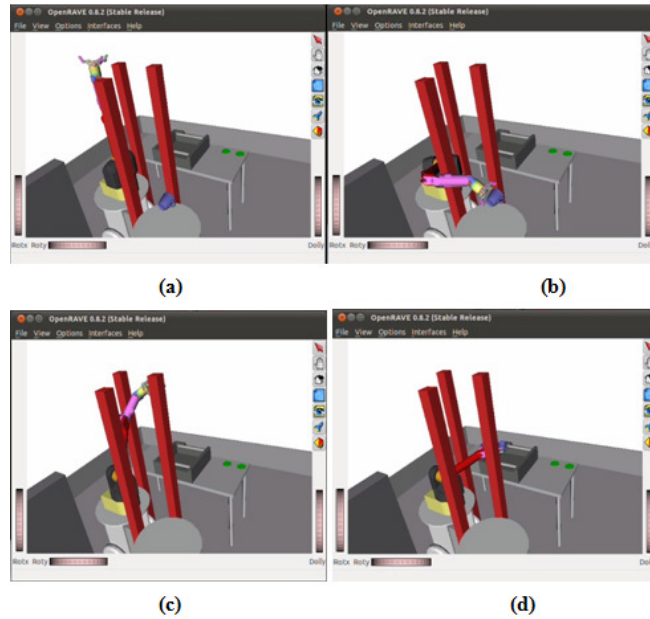 OpenRAVE 0.8.2 (Stable Release)
File View Options Interfaces Help
Rotx Roty Dolly
(a)
OpenRAVE 0.8.2 (Stable Release)
File View Options Interfaces Help
Rotx Roty Doll
(b)
OpenRAVE 0.8.2 (Stable Release)
File View Options Interfaces Help
Rotx Roty Dolly
(c)
OpenRAVE 0.8.2 (Stable Release)
File View Options Interfaces Help
Rotx Roty Doll
(d)